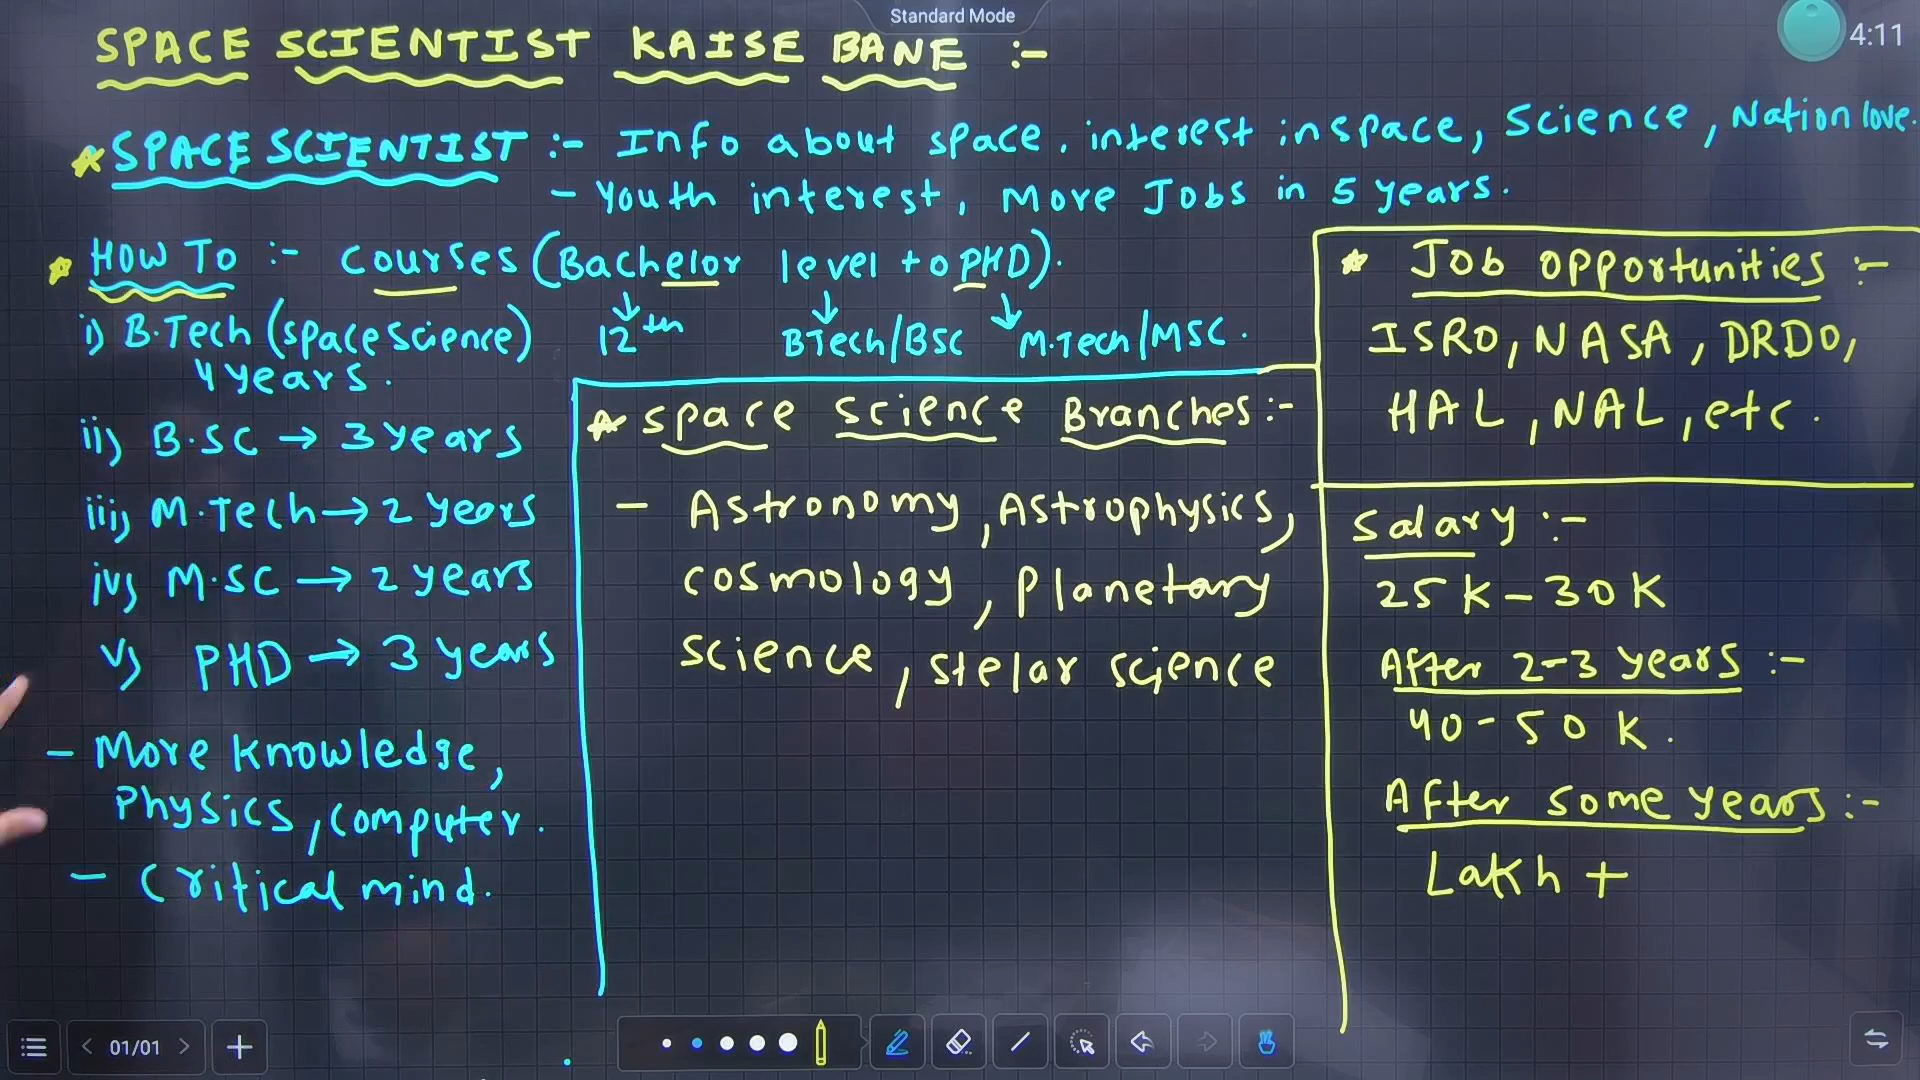 Standard Mode
4:11
SPACE SCIENTIST KAISE BANE :-
SPACE SCIENTIST :- Info about space, interest in space, Science, Nation love.
- Youth interest, More Jobs in 5 years.
HOW TO :- Courses (Bachelor level to PHD).
12th BTech/BSC M.Tech/MSC.
i) B.Tech (space science)
4 years.
ii) B.SC → 3 years
iii) M.Tech → 2 years
iv) M.SC → 2 years
v) PHD → 3 years
- More knowledge,
Physics, computer.
- Critical mind.
Space Science Branches :-
- Astronomy, Astrophysics,
cosmology, Planetary
science, stelar science
Job opportunities :-
ISRO, NASA, DRDO,
HAL, NAL, etc.
Salary :-
25 K - 30 K
After 2-3 years :-
40 - 50 K.
After some years :-
Lakh +
01/01